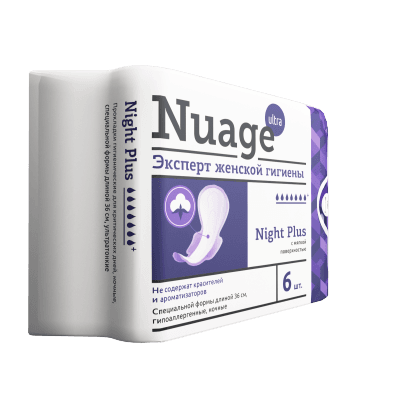 Nuage
ultra
Эксперт женской гигиены
Night Plus
с мягкой
поверхностью
Не содержат красителей
и ароматизаторов
Специальной формы длиной 36 см,
гипоаллергенные, ночные
6 шт.
Night Plus
Прокладки гигиенические для критических дней, ночные,
специальной формы длиной 36 см, ультратонкие